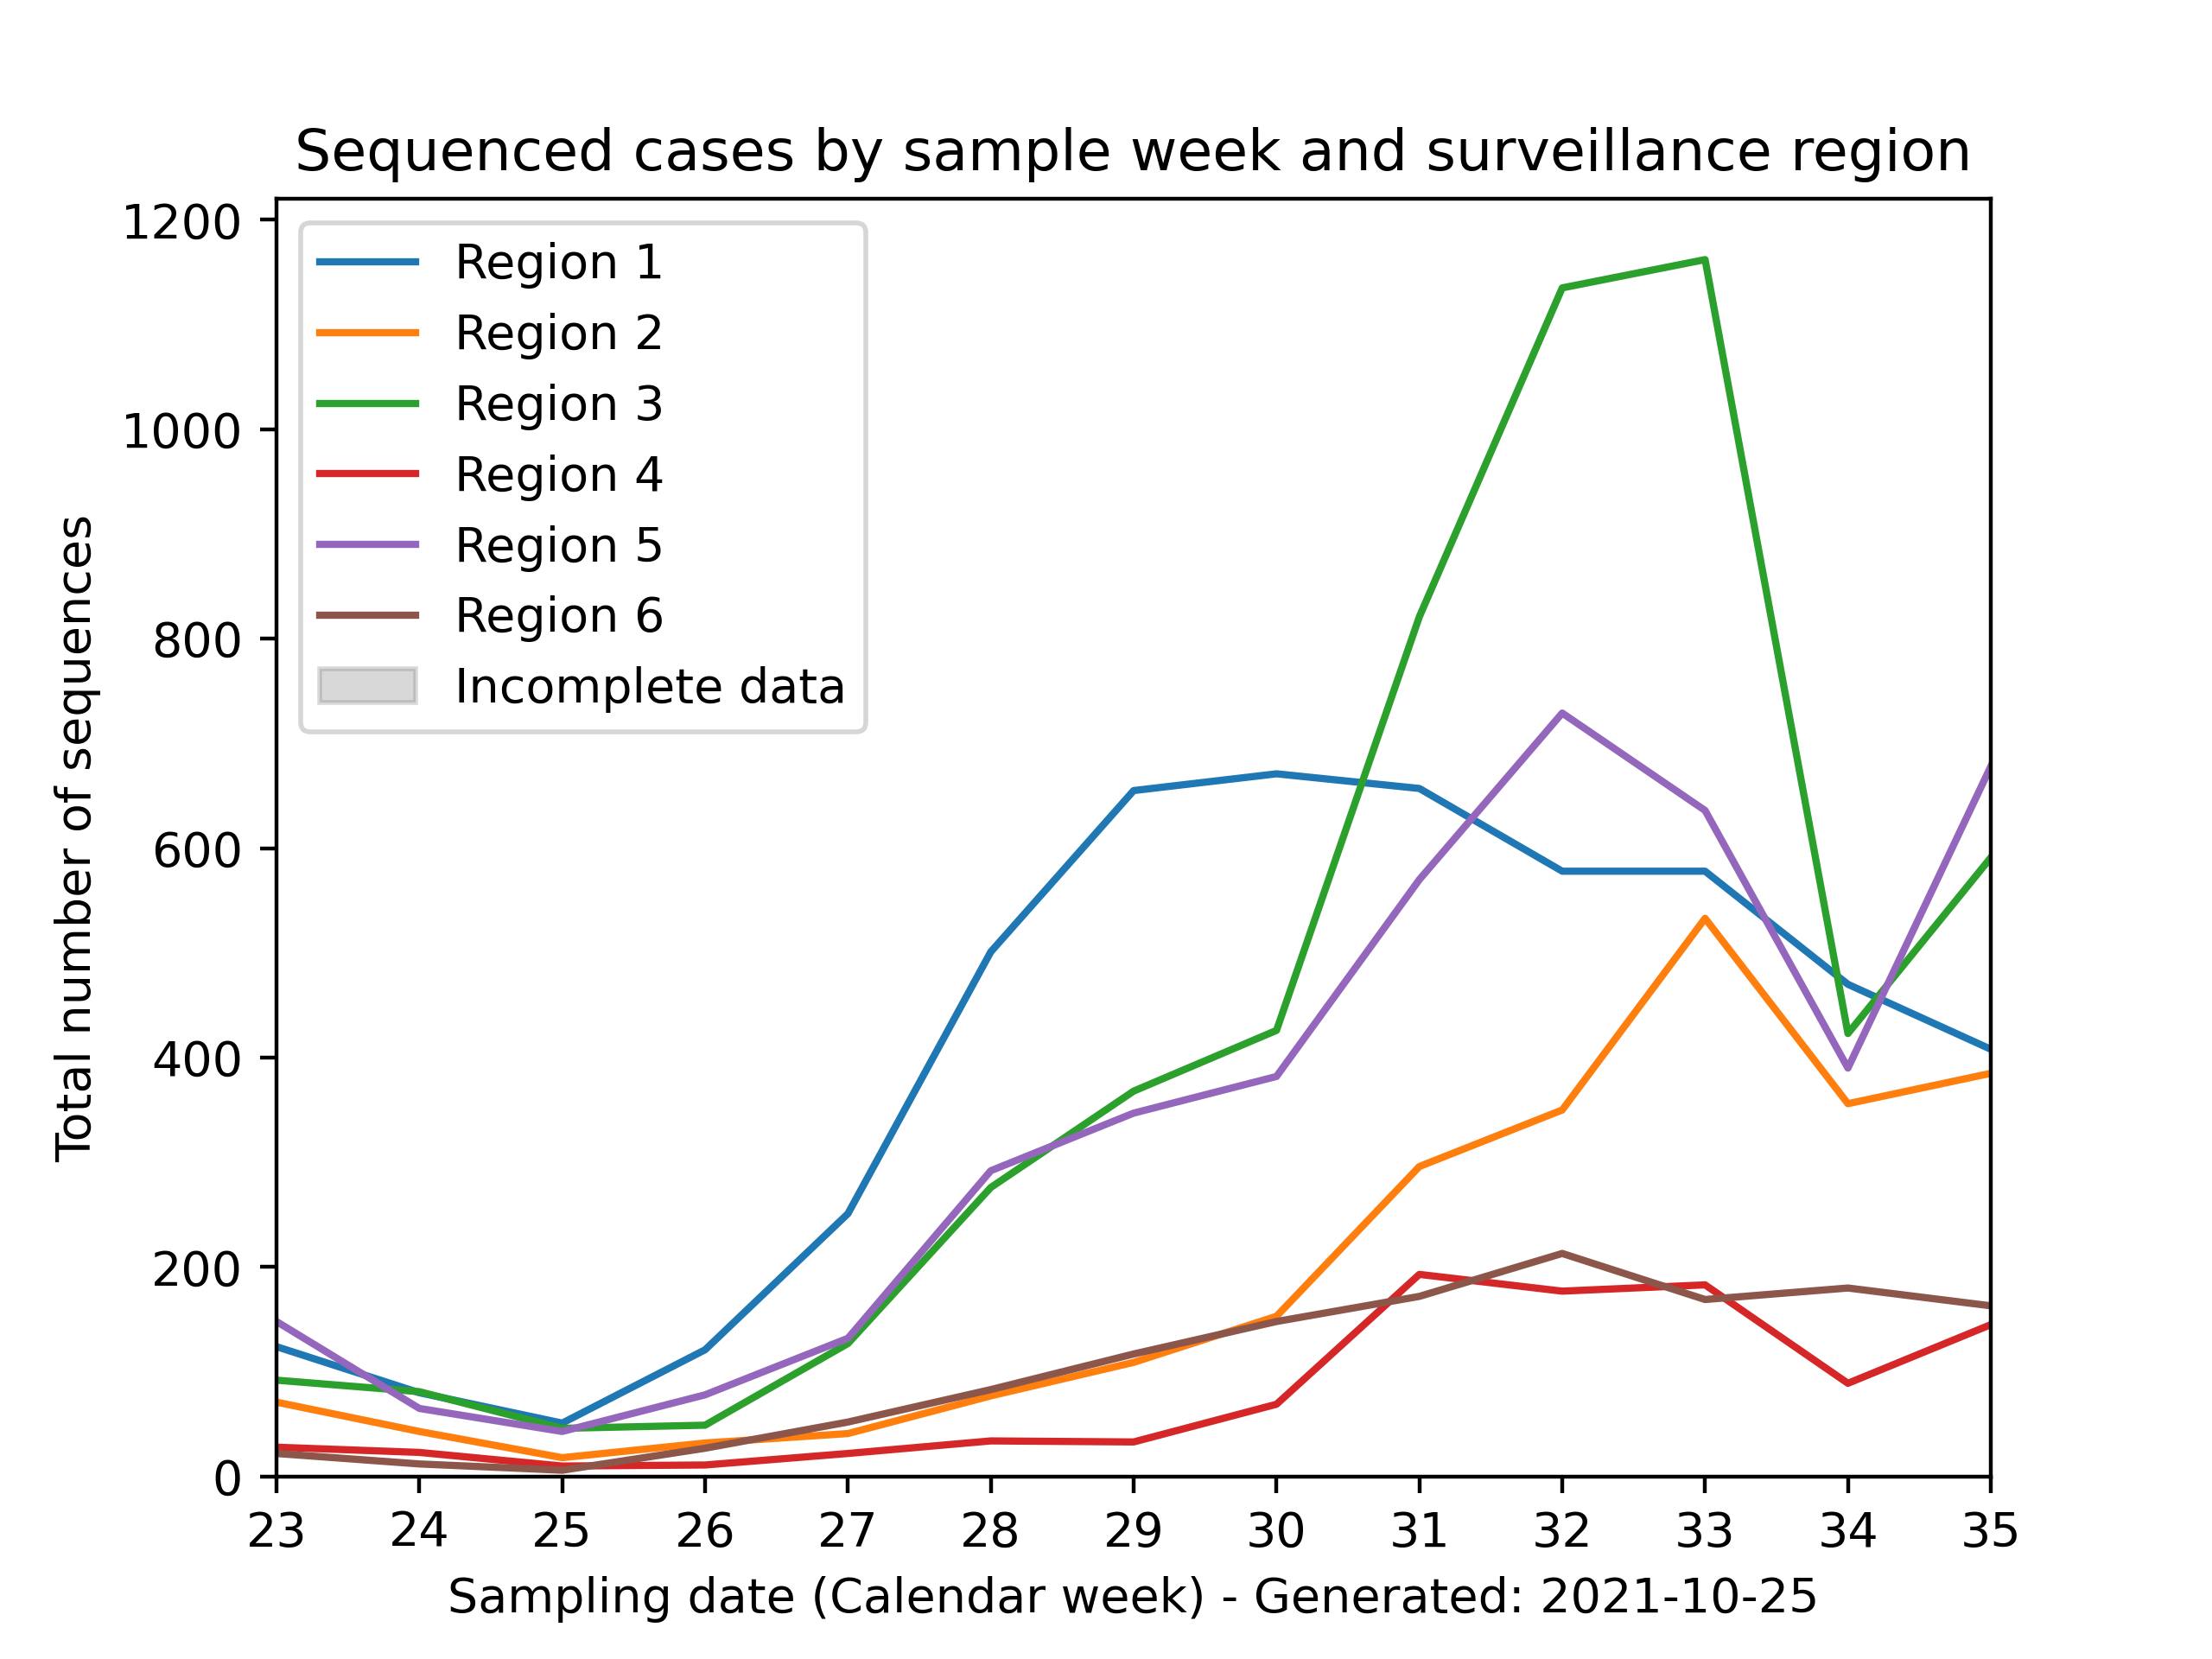 Sequenced cases by sample week and surveillance region
1200
1000
800
600
400
200
0
Total number of sequences
Region 1
Region 2
Region 3
Region 4
Region 5
Region 6
Incomplete data
23 24 25 26 27 28 29 30 31 32 33 34 35
Sampling date (Calendar week) - Generated: 2021-10-25